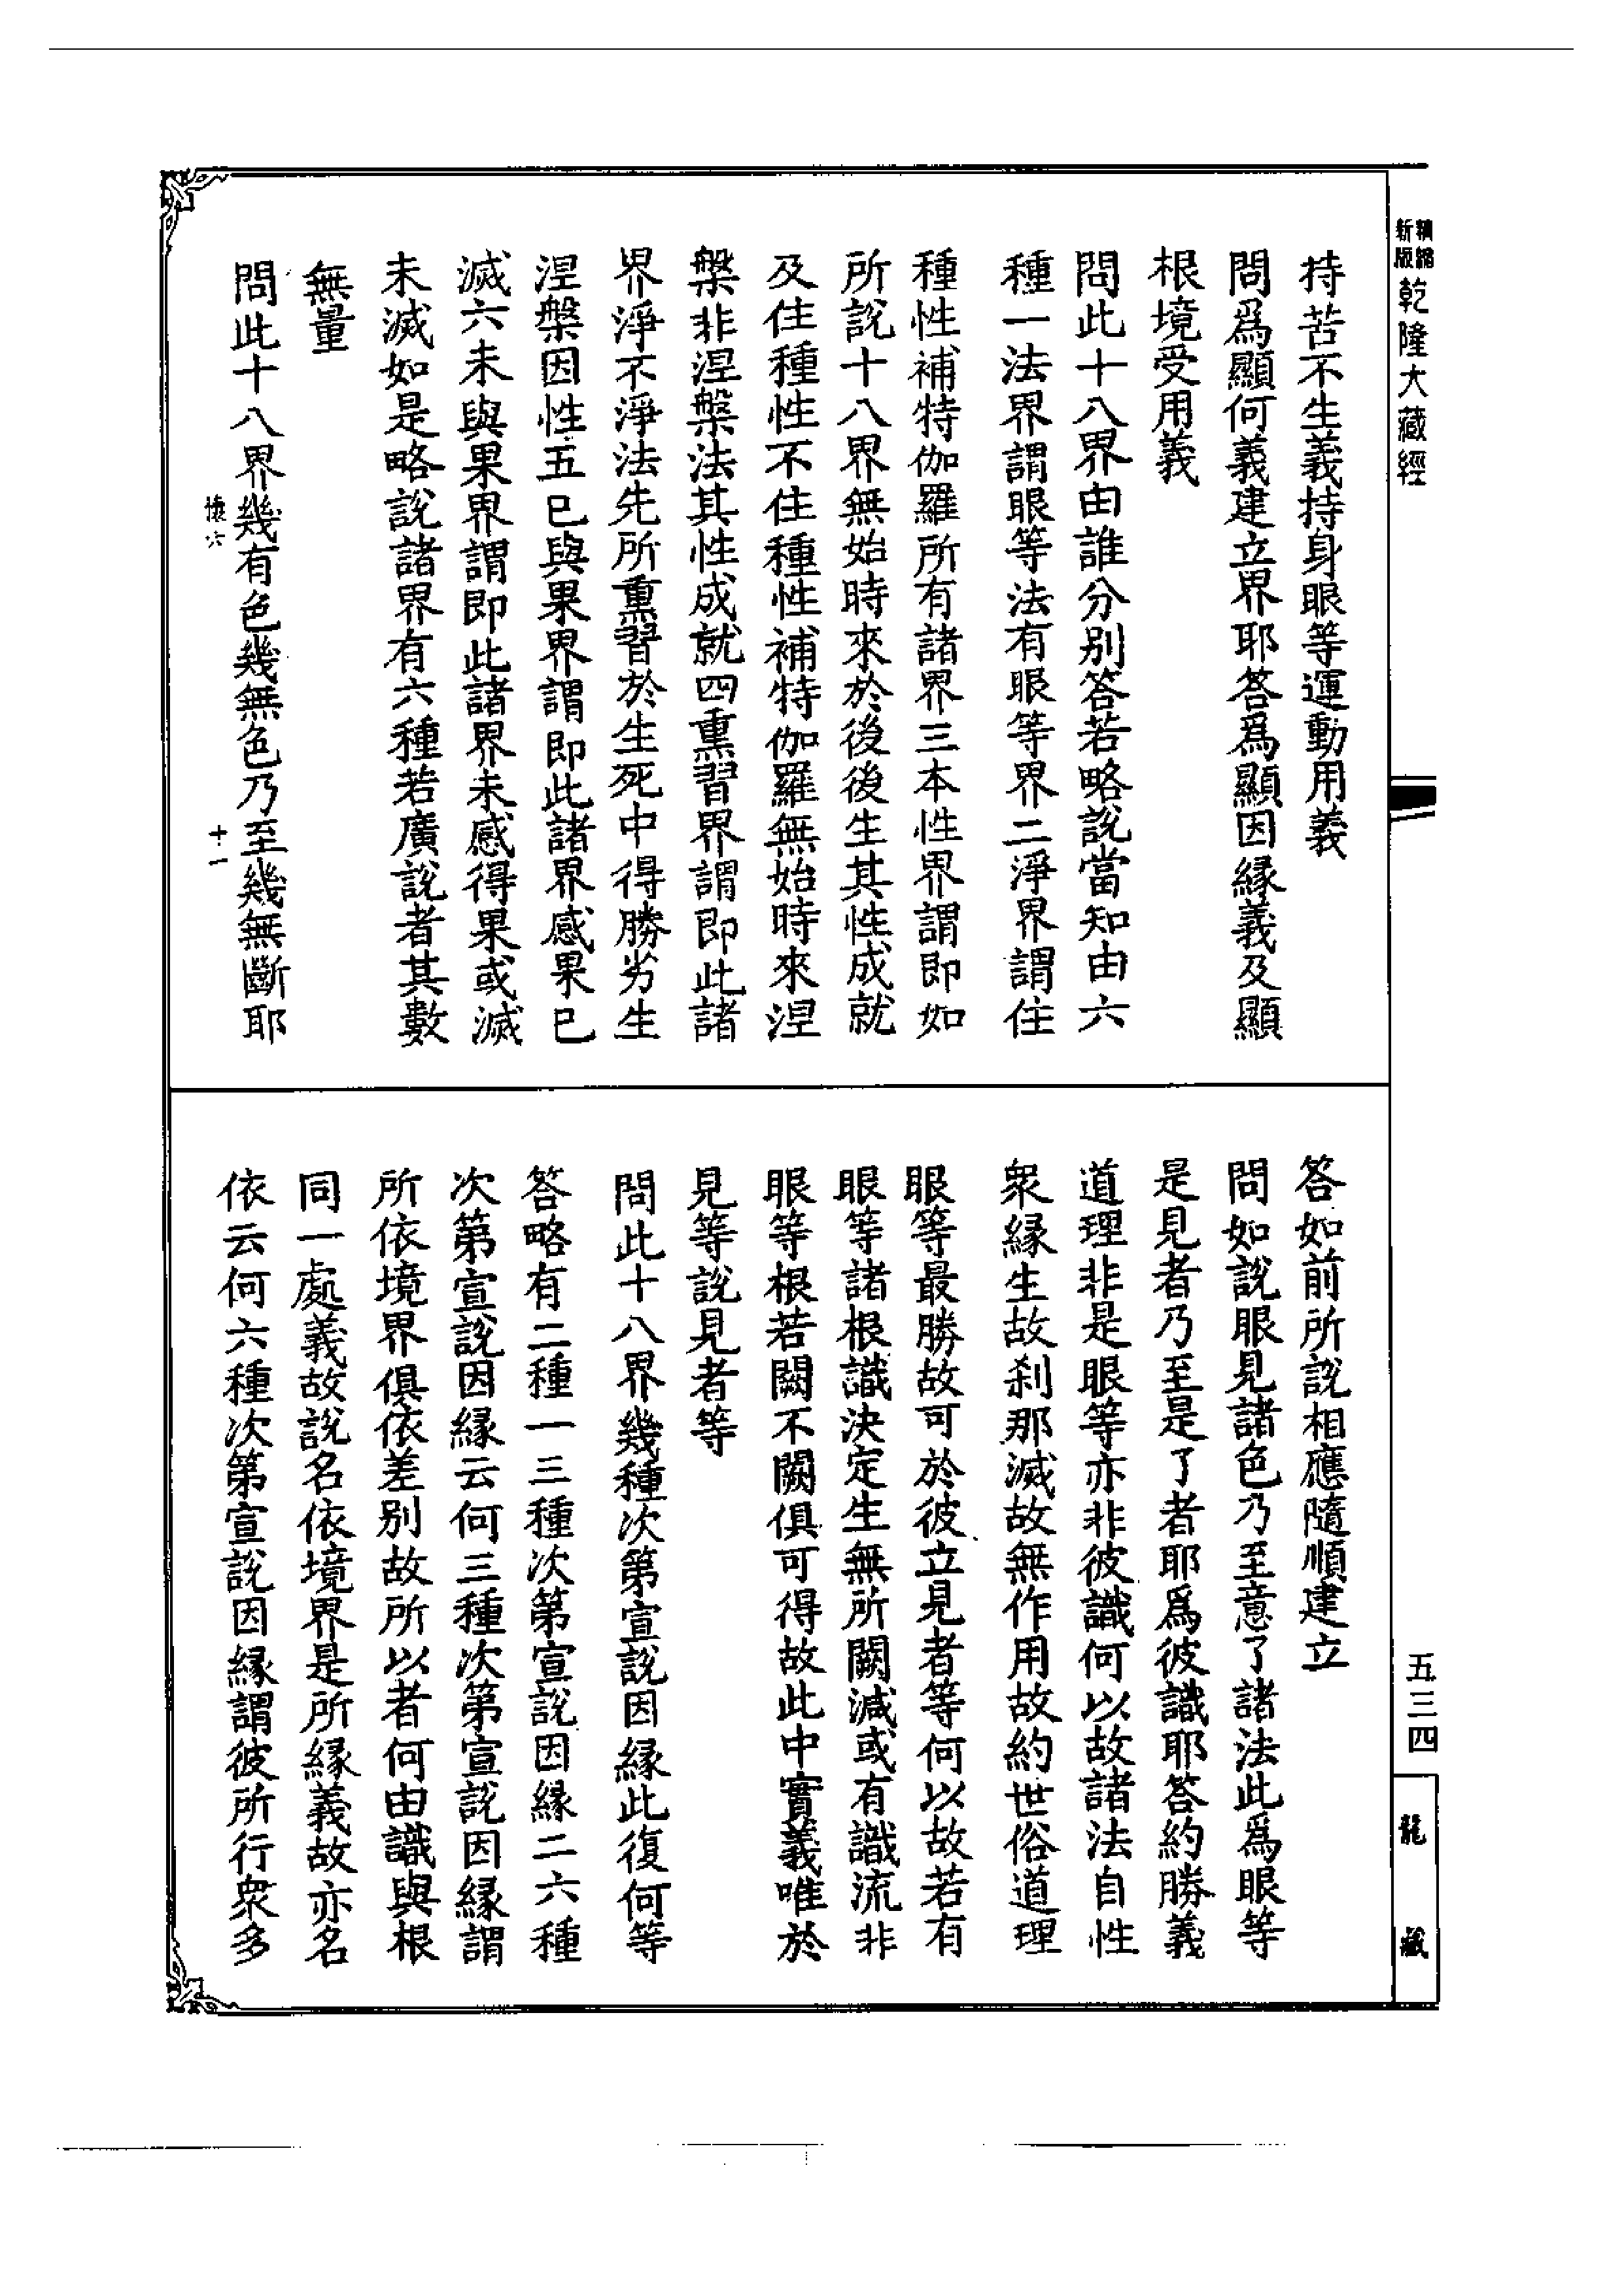 新版
精縮
乾隆大藏經
五三四
龍藏
持苦不生義持身眼等運動用義
問爲顯何義建立界耶答爲顯因緣義及顯
根境受用義
問此十八界由誰分別答若略說當知由六
種一法界謂眼等法有眼等界二淨界謂住
種性補特伽羅所有諸界三本性界謂即如
所說十八界無始時來於後後生其性成就
及住種性不住種性補特伽羅無始時來涅
槃非涅槃法其性成就四熏習界謂即此諸
界淨不淨法先所熏習於生死中得勝劣生
涅槃因性五已與果界謂即此諸界感果已
滅六未與果界謂即此諸界未感得果或滅
未滅如是略說諸界有六種若廣說者其數
無量
問此十八界幾有色幾無色乃至幾無斷耶
懷六
十一
答如前所說相應隨順建立
問如說眼見諸色乃至意了諸法此爲眼等
是見者乃至是了者耶爲彼識耶答約勝義
道理非是眼等亦非彼識何以故諸法自性
衆緣生故剎那滅故無作用故約世俗道理
眼等最勝故可於彼立見者等何以故若有
眼等諸根識決定生無所闕減或有識流非
眼等根若闕不闕俱可得故此中實義唯於
見等說見者等
問此十八界幾種次第宣說因緣此復何等
答略有二種一三種次第宣說因緣二六種
次第宣說因緣云何三種次第宣說因緣謂
所依境界俱依差別故所以者何由識與根
同一處義故說名依境界是所緣義故亦名
依云何六種次第宣說因緣謂彼所行衆多